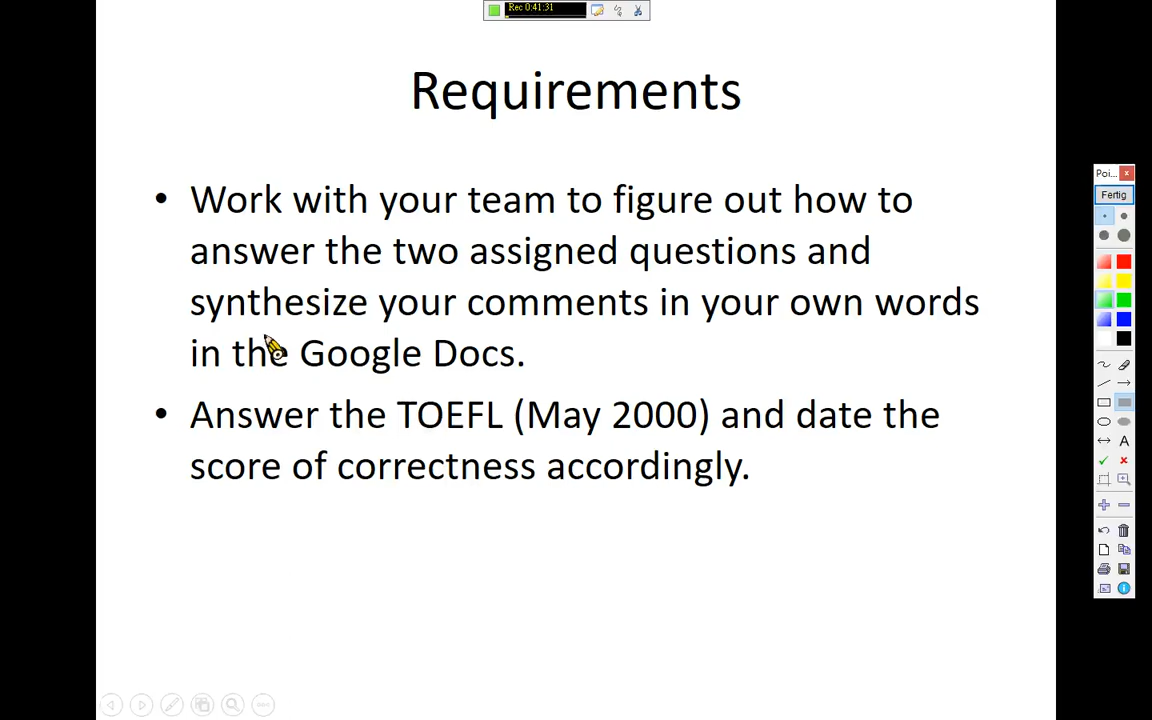 Rec 0:41:31
Requirements
• Work with your team to figure out how to
answer the two assigned questions and
synthesize your comments in your own words
in the Google Docs.
• Answer the TOEFL (May 2000) and date the
score of correctness accordingly.
Poi...
Fertig
A